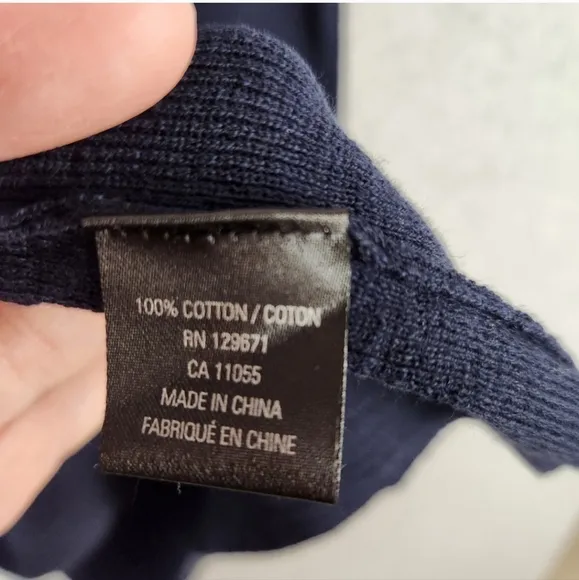 100% COTTON / COTON
RN 129671
CA 11055
MADE IN CHINA
FABRIQUÉ EN CHINE